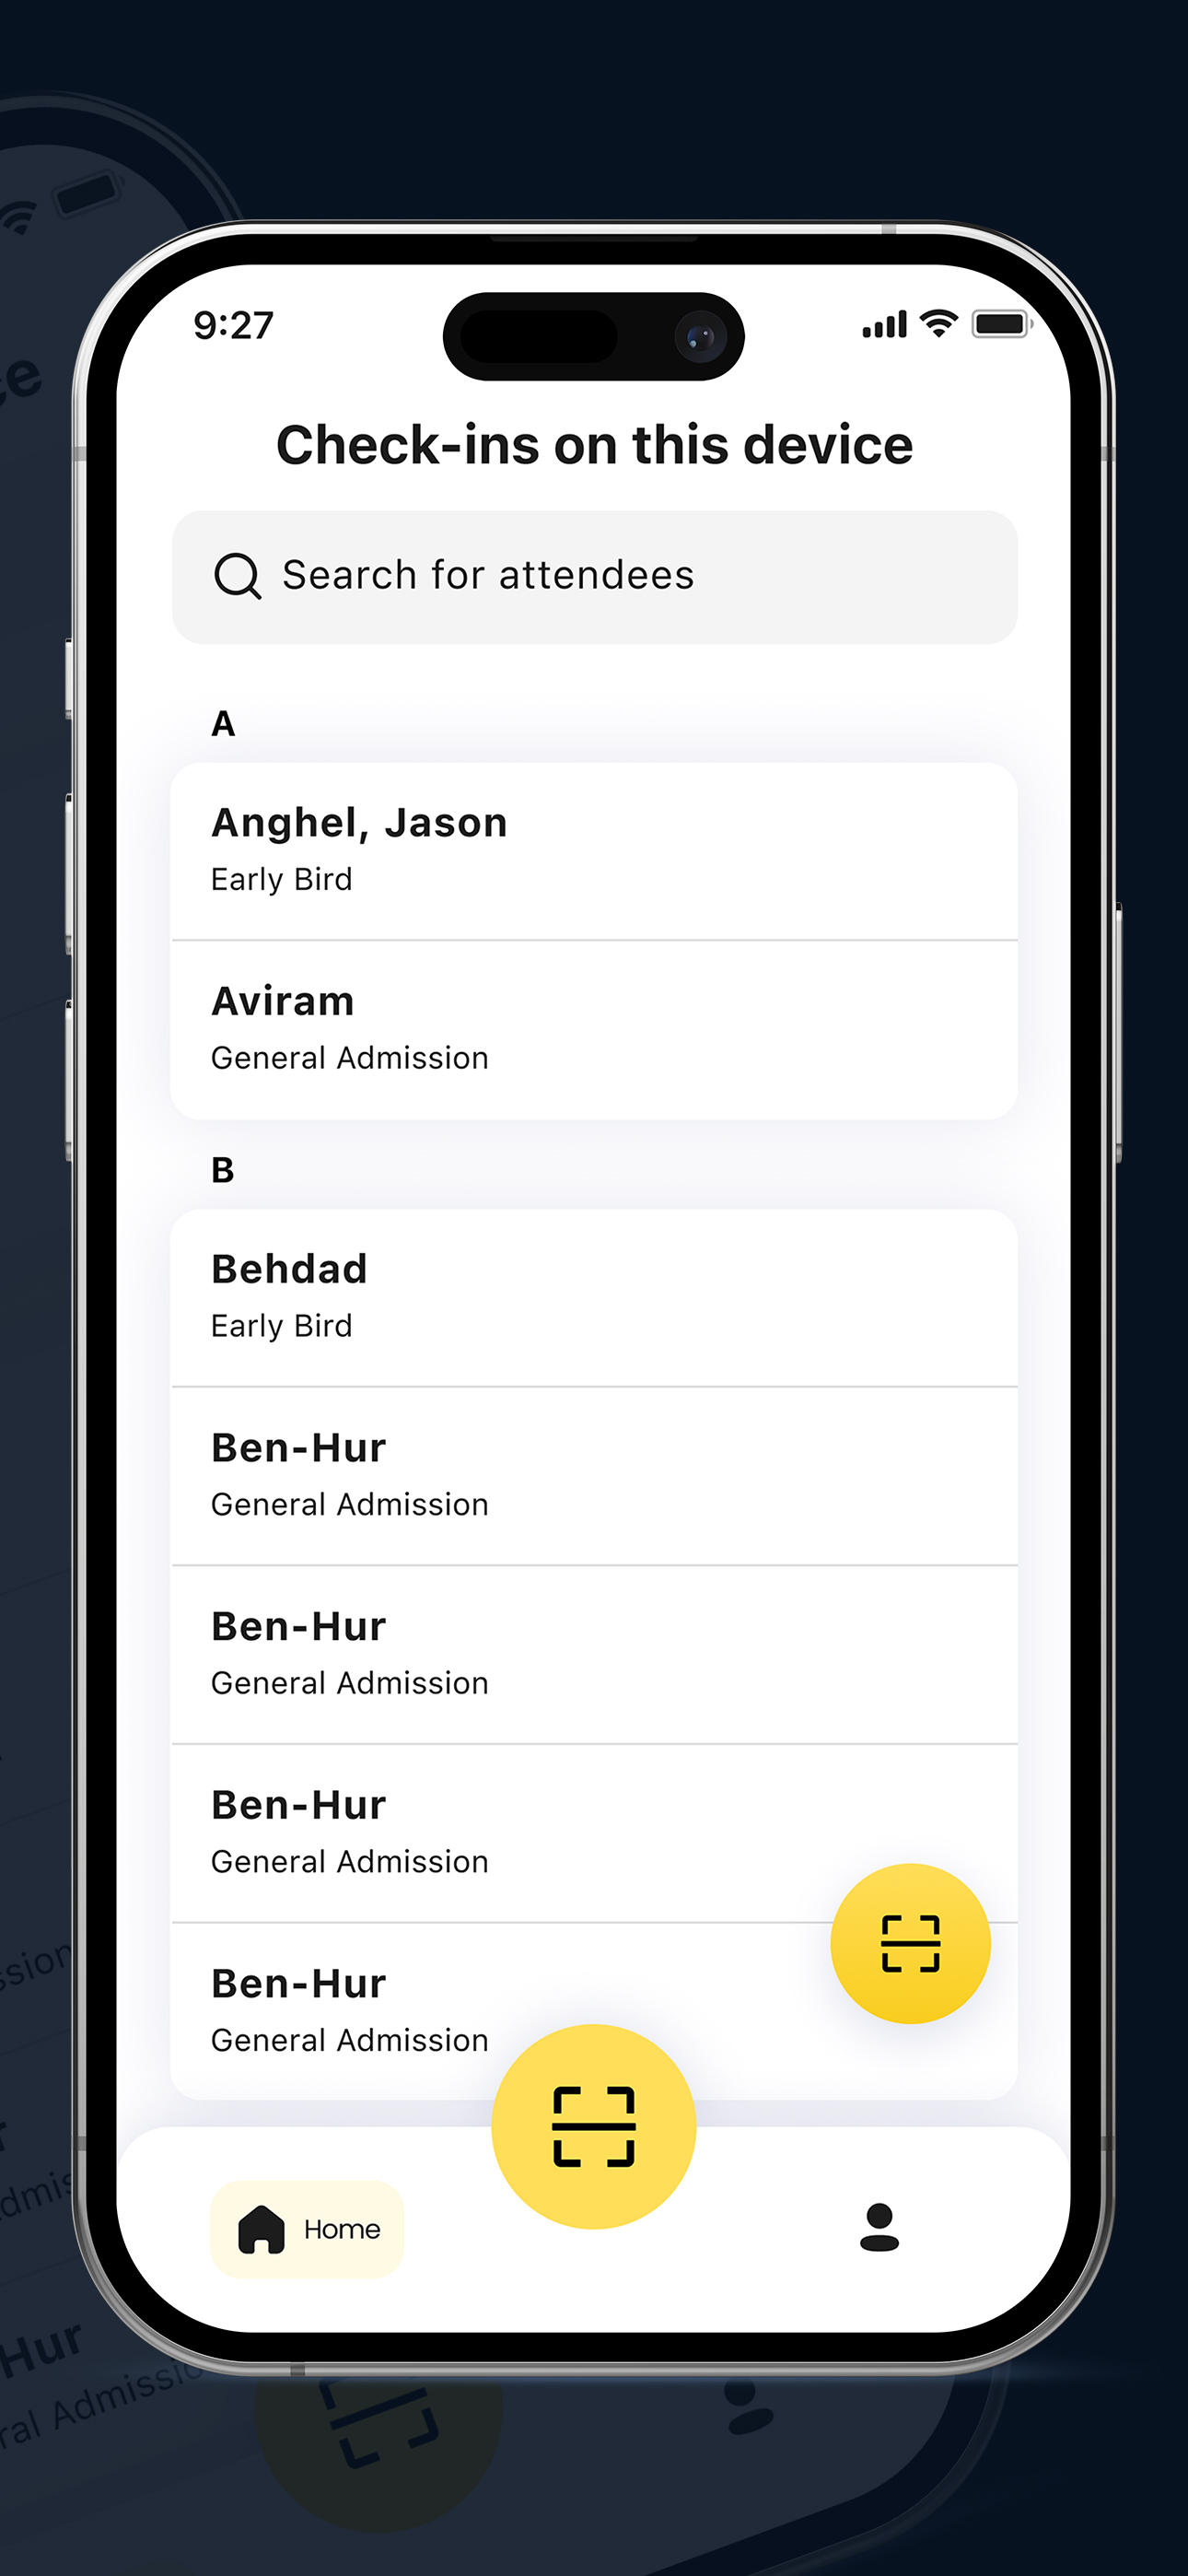 9:27
Check-ins on this device
Search for attendees
A
Anghel, Jason
Early Bird
Aviram
General Admission
B
Behdad
Early Bird
Ben-Hur
General Admission
Ben-Hur
General Admission
Ben-Hur
General Admission
Ben-Hur
General Admission
Home
Hur